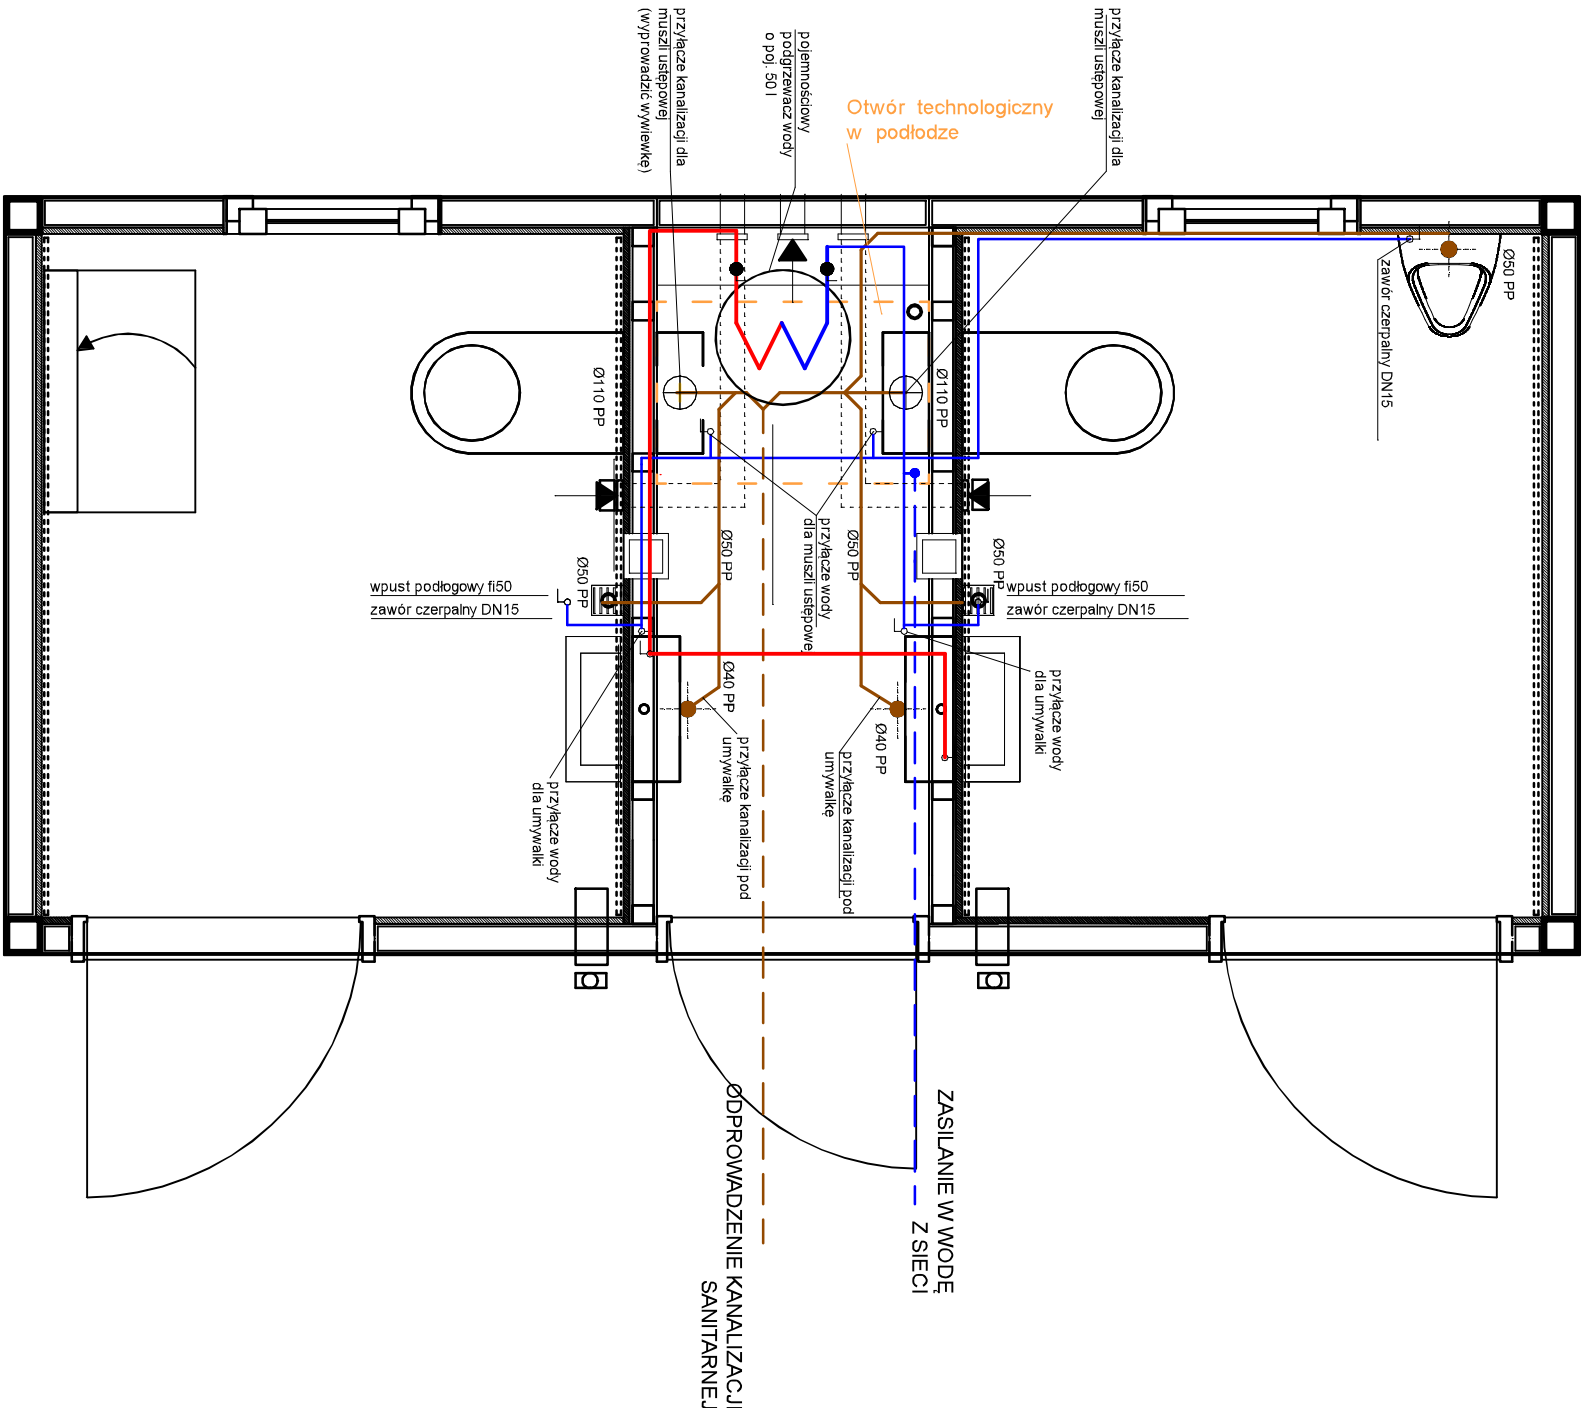 przyłącze kanalizacji dla
muszli ustępowej
(wyprowadzić wywiewkę)
pojemnościowy
podgrzewacz wody
o poj. 50 l
Otwór technologiczny
w podłodze
przyłącze kanalizacji dla
muszli ustępowej
Ø50 PP
zawór czerpalny DN15
Ø110 PP
Ø110 PP
przyłącze wody
dla muszli ustępowej
Ø50 PP
Ø50 PP
Ø50 PP
Ø50 PP
wpust podłogowy fi50
zawór czerpalny DN15
wpust podłogowy fi50
zawór czerpalny DN15
Ø40 PP
Ø40 PP
przyłącze wody
dla umywalki
przyłącze kanalizacji pod
umywalkę
przyłącze kanalizacji pod
umywalkę
przyłącze wody
dla umywalki
ZASILANIE W WODĘ
Z SIECI
ODPROWADZENIE KANALIZACJI
SANITARNEJ